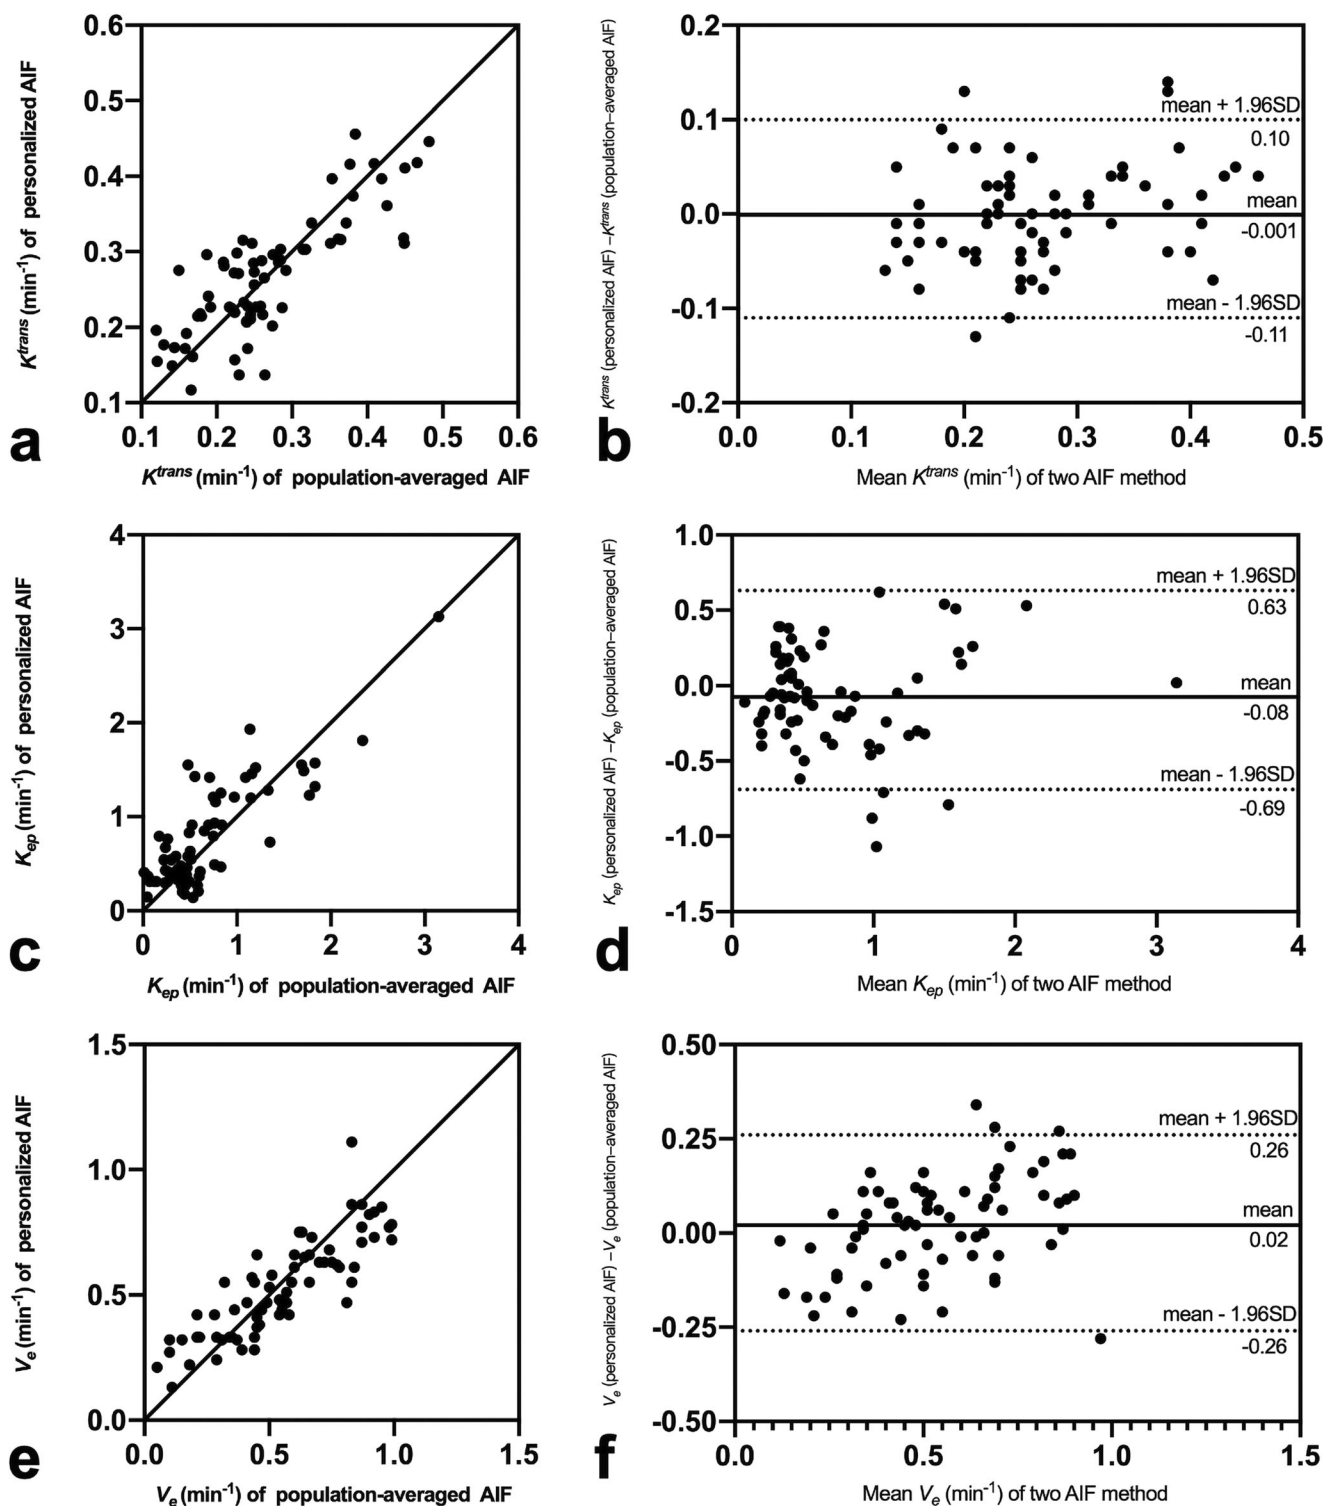 0.6
0.5
0.4
0.3
0.2
0.1
0.1 0.2 0.3 0.4 0.5 0.6
Ktrans (min-1) of personalized AIF
Ktrans (min-1) of population-averaged AIF
a
0.2
0.1
0.0
-0.1
-0.2
0.0 0.1 0.2 0.3 0.4 0.5
Ktrans (personalized AIF) –Ktrans (population–averaged AIF)
mean + 1.96SD
0.10
mean
-0.001
mean - 1.96SD
-0.11
Mean Ktrans (min-1) of two AIF method
b
4
3
2
1
0
0 1 2 3 4
Kep (min-1) of personalized AIF
Kep (min-1) of population-averaged AIF
c
1.0
0.5
0.0
-0.5
-1.0
-1.5
0 1 2 3 4
Kep (personalized AIF) –Kep (population–averaged AIF)
mean + 1.96SD
0.63
mean
-0.08
mean - 1.96SD
-0.69
Mean Kep (min-1) of two AIF method
d
1.5
1.0
0.5
0.0
0.0 0.5 1.0 1.5
Ve (min-1) of personalized AIF
Ve (min-1) of population-averaged AIF
e
0.50
0.25
0.00
-0.25
-0.50
0.0 0.5 1.0 1.5
Ve (personalized AIF) –Ve (population–averaged AIF)
mean + 1.96SD
0.26
mean
0.02
mean - 1.96SD
-0.26
Mean Ve (min-1) of two AIF method
f